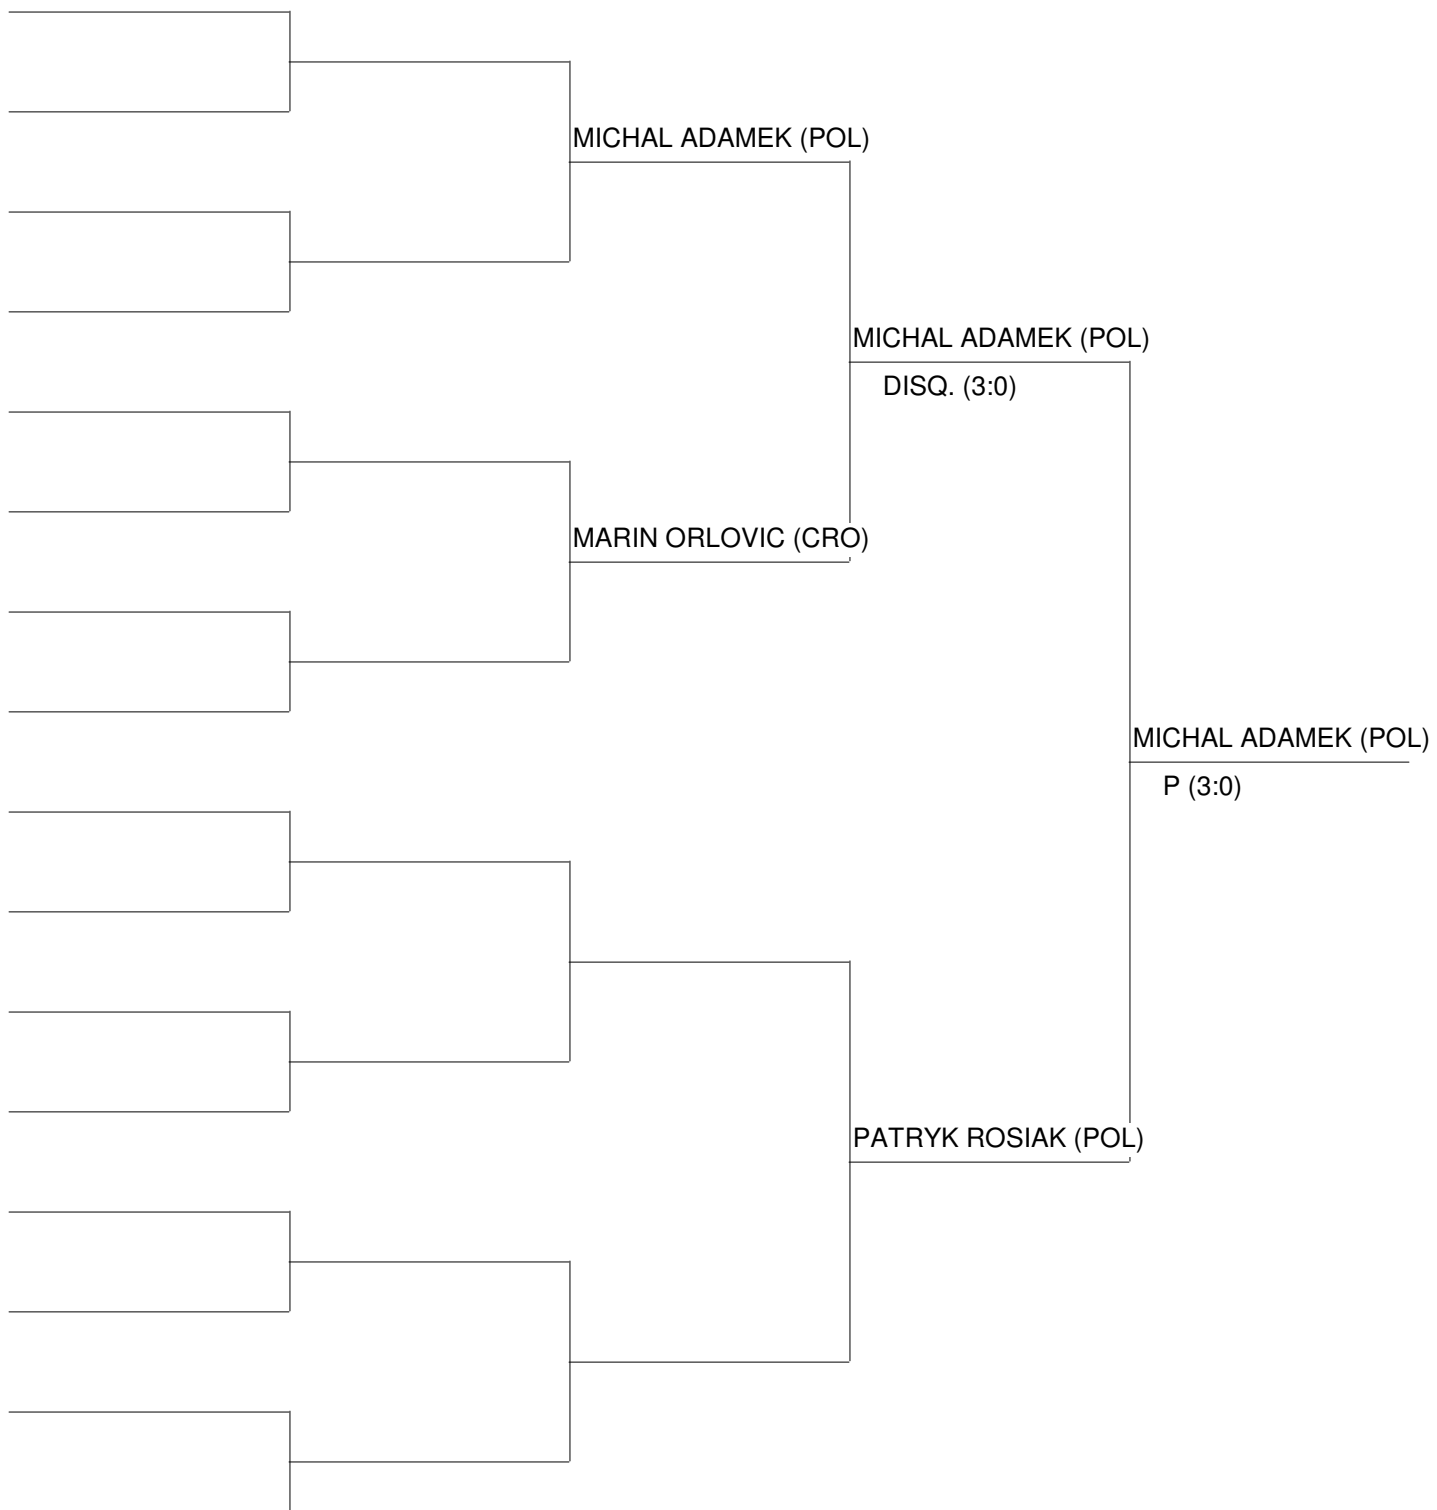 MICHAL ADAMEK (POL)
MICHAL ADAMEK (POL)
DISQ. (3:0)
MARIN ORLOVIC (CRO)
MICHAL ADAMEK (POL)
P (3:0)
PATRYK ROSIAK (POL)